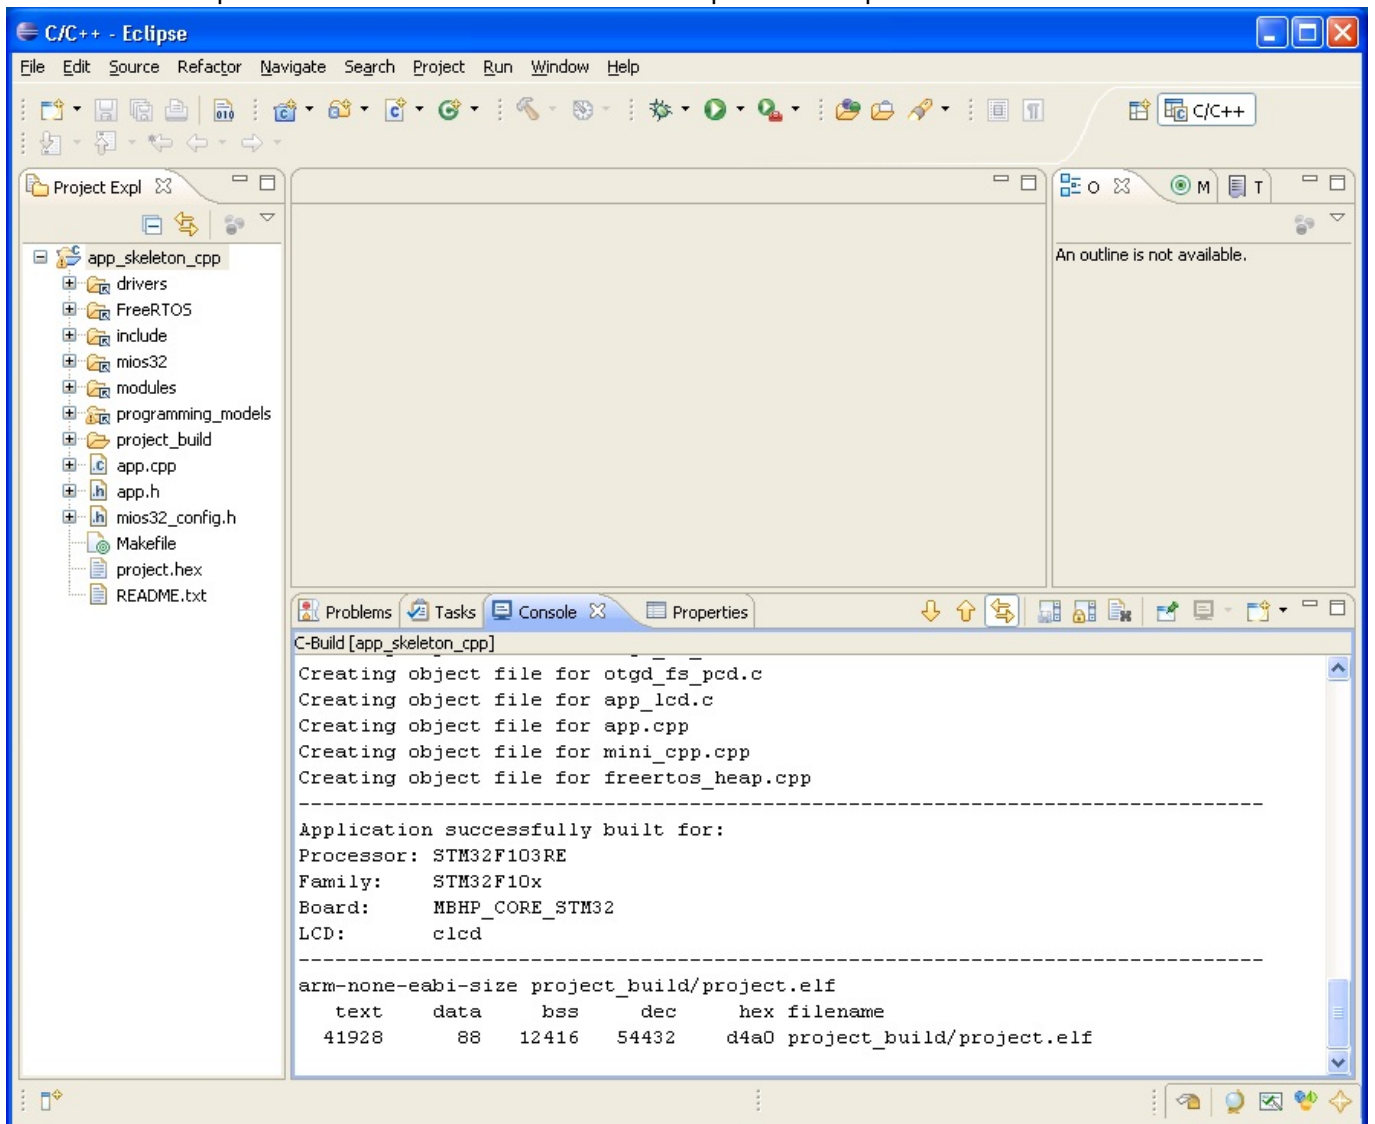 C/C++ - Eclipse
File Edit Source Refactor Navigate Search Project Run Window Help
010
C/C++
Project Expl
O M T
app_skeleton_cpp
An outline is not available.
drivers
FreeRTOS
include
mios32
modules
programming_models
project_build
app.cpp
app.h
mios32_config.h
Makefile
project.hex
README.txt
Problems Tasks Console Properties
C-Build [app_skeleton_cpp]
Creating object file for otgd_fs_pcd.c
Creating object file for app_lcd.c
Creating object file for app.cpp
Creating object file for mini_cpp.cpp
Creating object file for freertos_heap.cpp
--------------------------------------------------------------------------------
Application successfully built for:
Processor: STM32F103RE
Family: STM32F10x
Board: MBHP_CORE_STM32
LCD: clcd
--------------------------------------------------------------------------------
arm-none-eabi-size project_build/project.elf
text data bss dec hex filename
41928 88 12416 54432 d4a0 project_build/project.elf